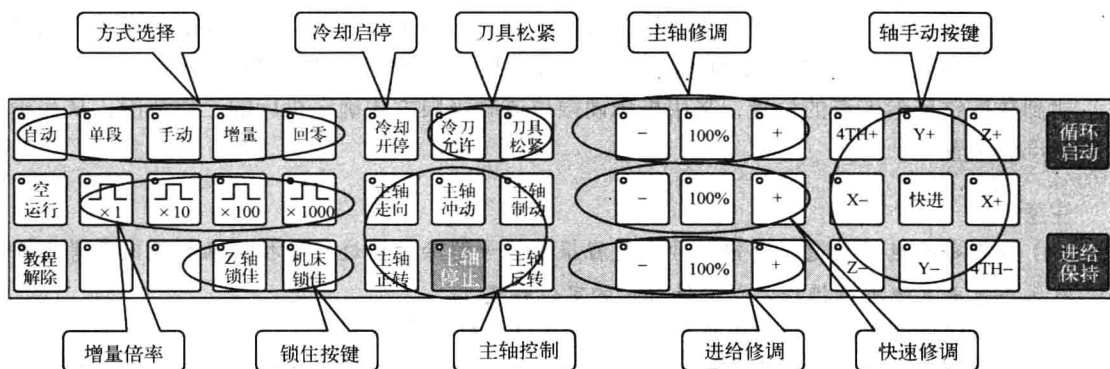 方式选择
冷却启停
刀具松紧
主轴修调
轴手动按键
自动
单段
手动
增量
回零
冷却
开停
冷刀
允许
刀具
松紧
−
100%
+
4TH+
Y+
Z+
循环
启动
空
运行
×1
×10
×100
×1000
主轴
走向
主轴
冲动
主轴
制动
−
100%
+
X−
快进
X+
教程
解除
Z轴
锁住
机床
锁住
主轴
正转
主轴
停止
主轴
反转
−
100%
+
Z−
Y−
4TH−
进给
保持
增量倍率
锁住按键
主轴控制
进给修调
快速修调